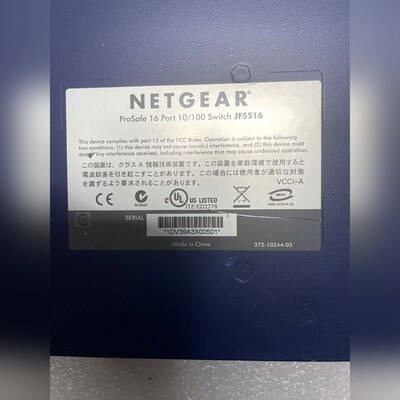 NETGEAR®
ProSafe 16 Port 10/100 Switch JFS516
This device complies with part 15 of the FCC Rules. Operation is subject to the following
two conditions: (1) this device may not cause harmful interference, and (2) this device
must accept any interference received, including interference that may cause undesired operation.
この装置は、クラスA 情報技術装置です。この装置を家庭環境で使用すると
電波妨害を引き起こすことがあります。この場合には使用者が適切な対策
を講ずるよう要求されることがあります。
VCCI-A
CE
N10947
C UL US LISTED
I.T.E. E212778
SERIAL
*1DV39A3X00501*
Made in China
272-10244-03